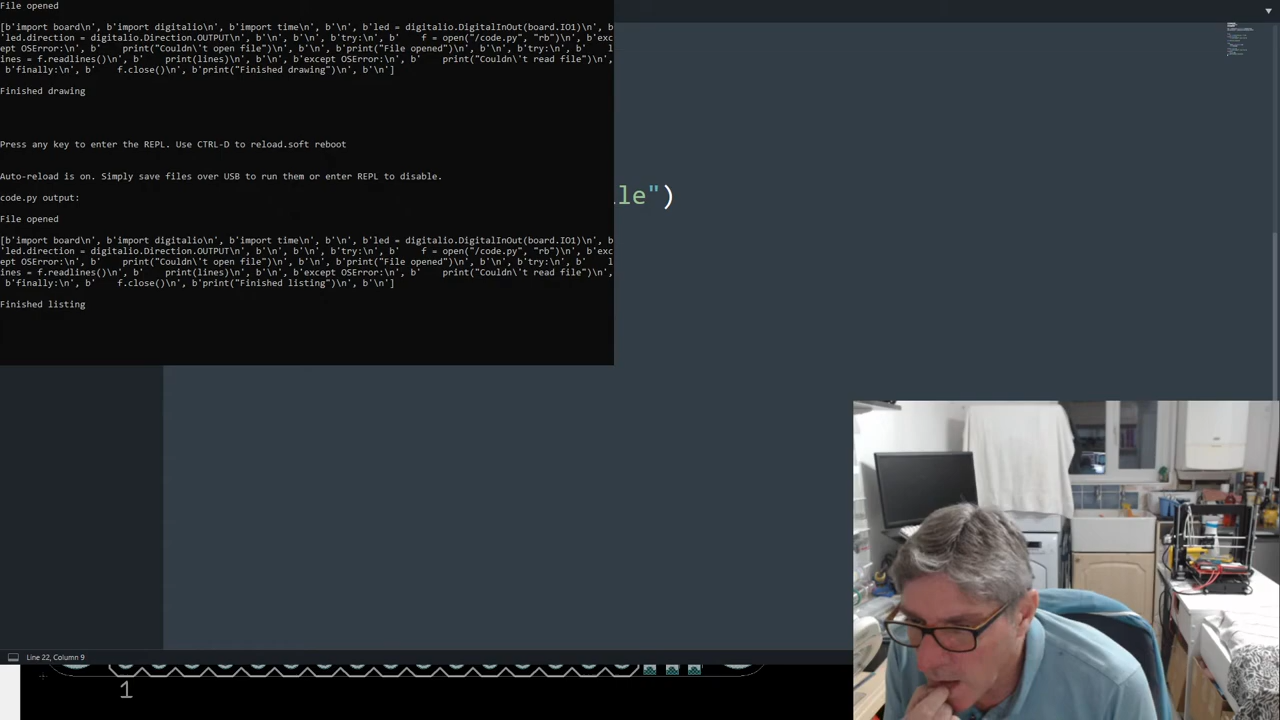 File opened
[b'import board\n', b'import digitalio\n', b'import time\n', b'\n', b'led = digitalio.DigitalInOut(board.IO1)\n', b
'led.direction = digitalio.Direction.OUTPUT\n', b'\n', b'try:\n', b'    f = open("/code.py", "rb")\n', b'exc
ept OSError:\n', b'    print("Couldn\'t open file")\n', b'\n', b'print("File opened")\n', b'\n', b'try:\n', b'    l
ines = f.readlines()\n', b'    print(lines)\n', b'\n', b'except OSError:\n', b'    print("Couldn\'t read file")\n',
 b'finally:\n', b'    f.close()\n', b'print("Finished drawing")\n', b'\n']
Finished drawing
Press any key to enter the REPL. Use CTRL-D to reload.soft reboot
Auto-reload is on. Simply save files over USB to run them or enter REPL to disable.
code.py output:
le")
File opened
[b'import board\n', b'import digitalio\n', b'import time\n', b'\n', b'led = digitalio.DigitalInOut(board.IO1)\n', b
'led.direction = digitalio.Direction.OUTPUT\n', b'\n', b'try:\n', b'    f = open("/code.py", "rb")\n', b'exc
ept OSError:\n', b'    print("Couldn\'t open file")\n', b'\n', b'print("File opened")\n', b'\n', b'try:\n', b'    l
ines = f.readlines()\n', b'    print(lines)\n', b'\n', b'except OSError:\n', b'    print("Couldn\'t read file")\n',
 b'finally:\n', b'    f.close()\n', b'print("Finished listing")\n', b'\n']
Finished listing
Line 22, Column 9
1